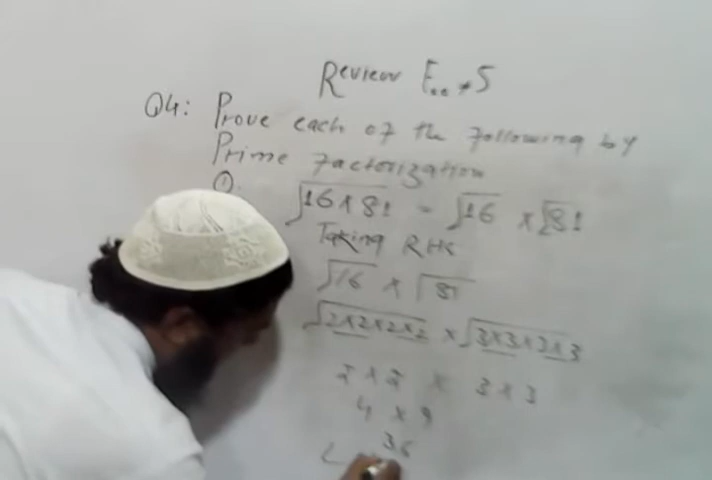 Review Ex # 5
Q4: Prove each of the following by
Prime Factorization
①
√16×81 = √16 × √81
Taking RHS
√16 × √81
√2×2×2×2 × √3×3×3×3
2×2 × 3×3
4 × 9
36
L